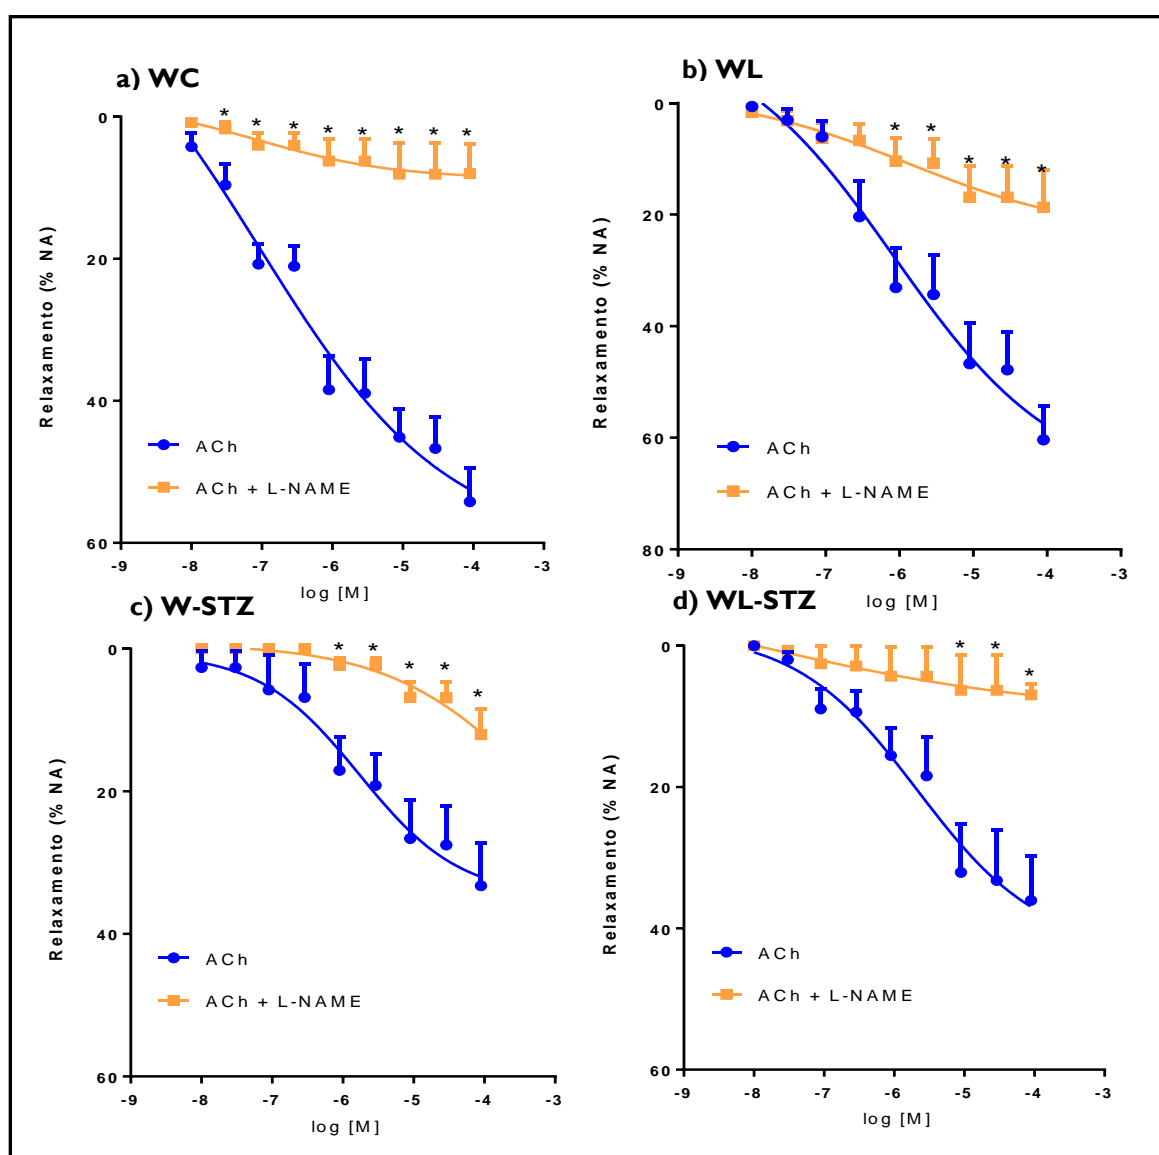 a) WC
* * * * * * * *
0
20
40
60
Relaxamento (% NA)
ACh
ACh + L-NAME
-9 -8 -7 -6 -5 -4 -3
log [M]
b) WL
* * * * *
0
20
40
60
80
Relaxamento (% NA)
ACh
ACh + L-NAME
-9 -8 -7 -6 -5 -4 -3
log [M]
c) W-STZ
* * * * *
0
20
40
60
Relaxamento (% NA)
ACh
ACh + L-NAME
-9 -8 -7 -6 -5 -4 -3
log [M]
d) WL-STZ
* * *
0
20
40
60
Relaxamento (% NA)
ACh
ACh + L-NAME
-9 -8 -7 -6 -5 -4 -3
log [M]